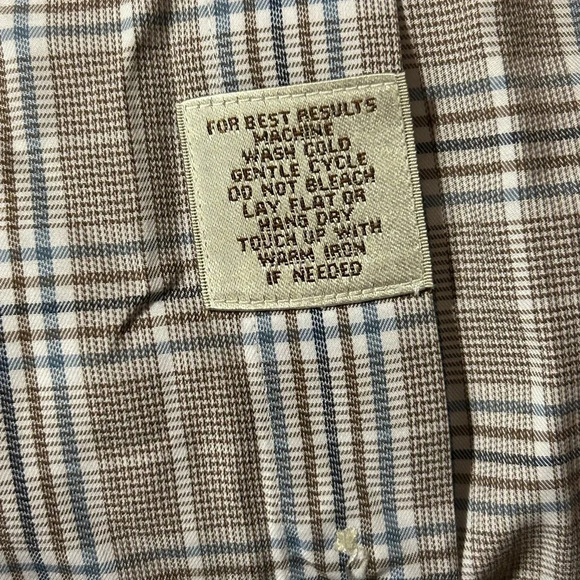 FOR BEST RESULTS
MACHINE
WASH COLD
GENTLE CYCLE
DO NOT BLEACH
LAY FLAT OR
HANG DRY
TOUCH UP WITH
WARM IRON
IF NEEDED